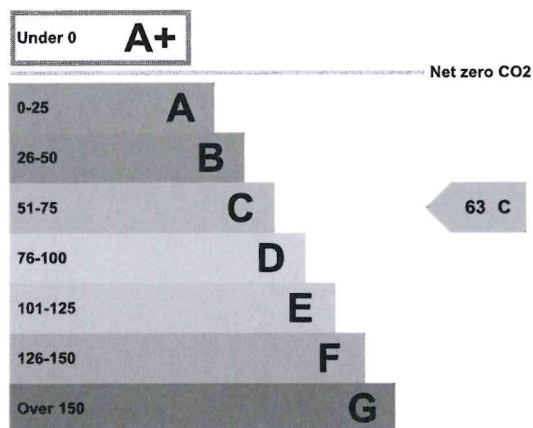 Under 0 A+
Net zero CO2
0-25 A
26-50 B
51-75 C
63 C
76-100 D
101-125 E
126-150 F
Over 150 G